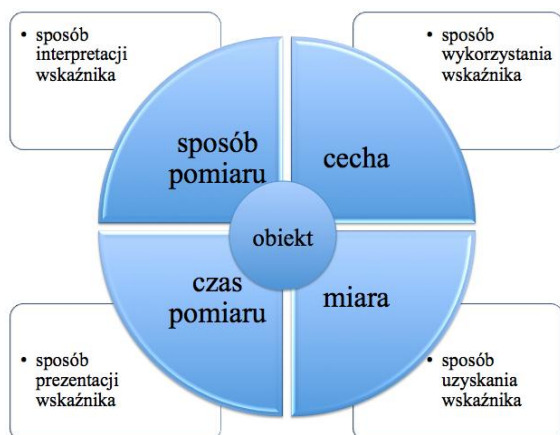 • sposób
interpretacji
wskaźnika
• sposób
wykorzystania
wskaźnika
sposób
pomiaru
cecha
obiekt
czas
pomiaru
miara
• sposób
prezentacji
wskaźnika
• sposób
uzyskania
wskaźnika